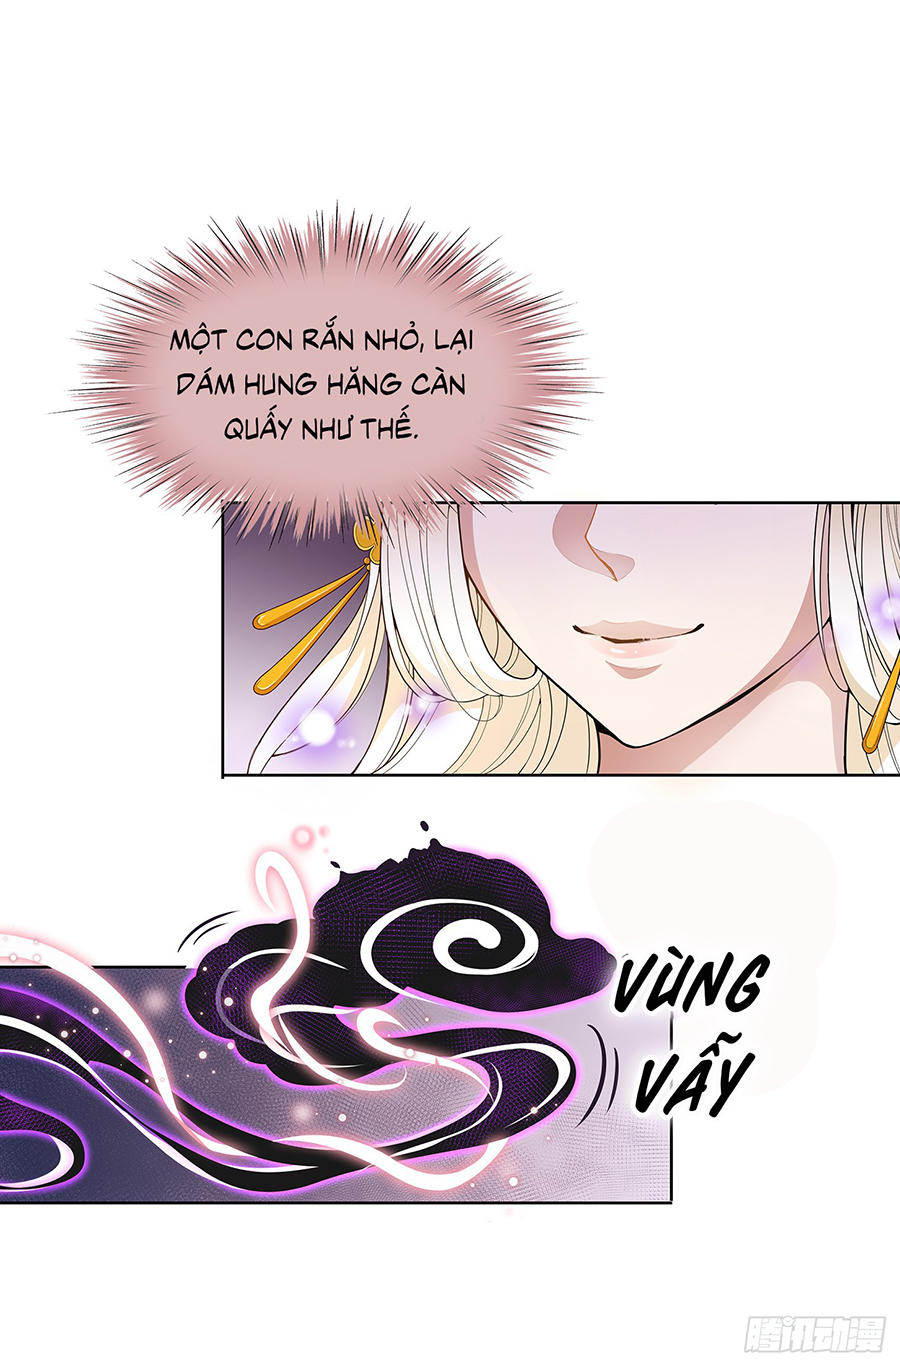 MỘT CON RẮN NHỎ, LẠI
DÁM HUNG HĂNG CÀN
QUẤY NHƯ THẾ.
VÙNG
VẪY
腾讯动漫